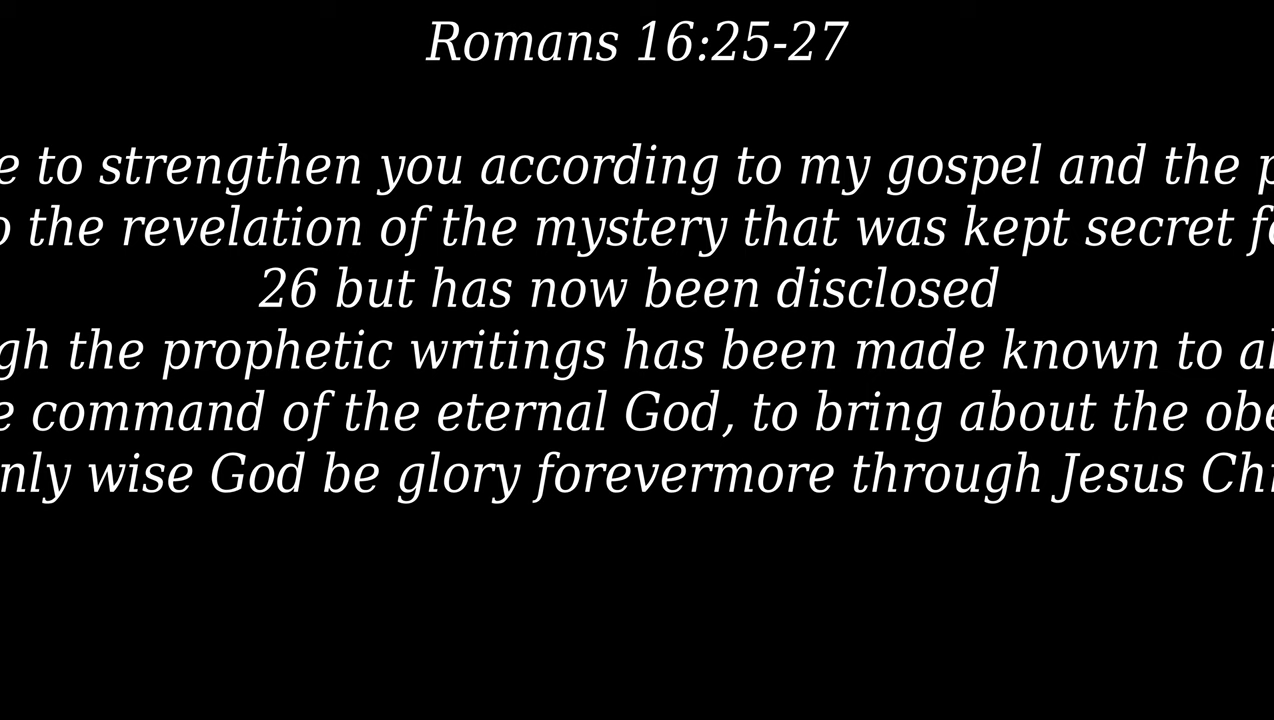 Romans 16:25-27
e to strengthen you according to my gospel and the p
o the revelation of the mystery that was kept secret fo
26 but has now been disclosed
gh the prophetic writings has been made known to al
e command of the eternal God, to bring about the obe
nly wise God be glory forevermore through Jesus Chr